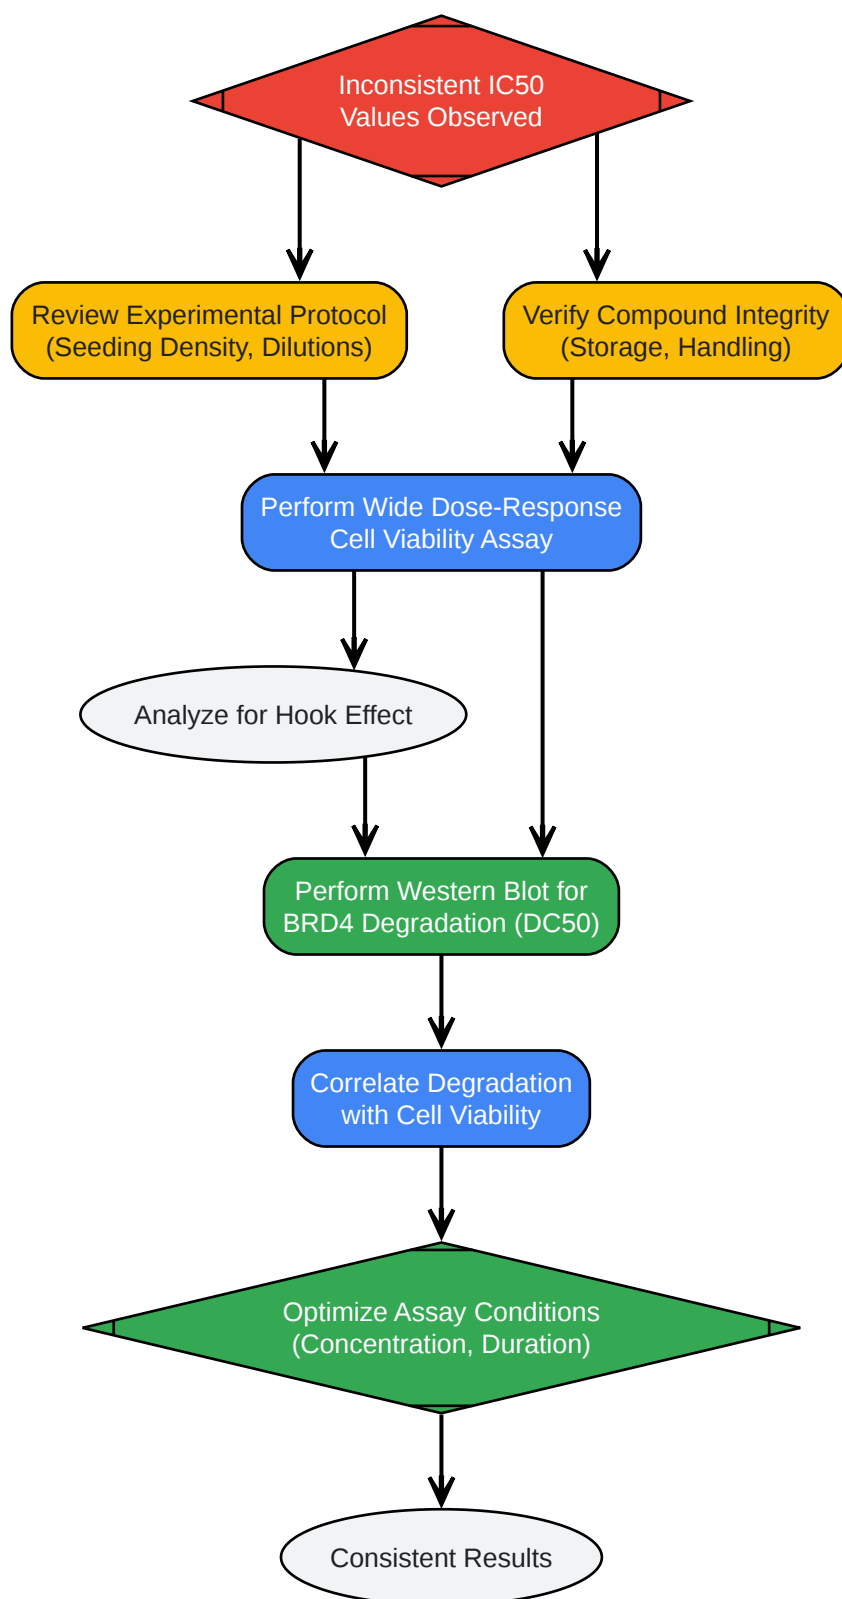 Inconsistent IC50
Values Observed
Review Experimental Protocol
(Seeding Density, Dilutions)
Verify Compound Integrity
(Storage, Handling)
Perform Wide Dose-Response
Cell Viability Assay
Analyze for Hook Effect
Perform Western Blot for
BRD4 Degradation (DC50)
Correlate Degradation
with Cell Viability
Optimize Assay Conditions
(Concentration, Duration)
Consistent Results